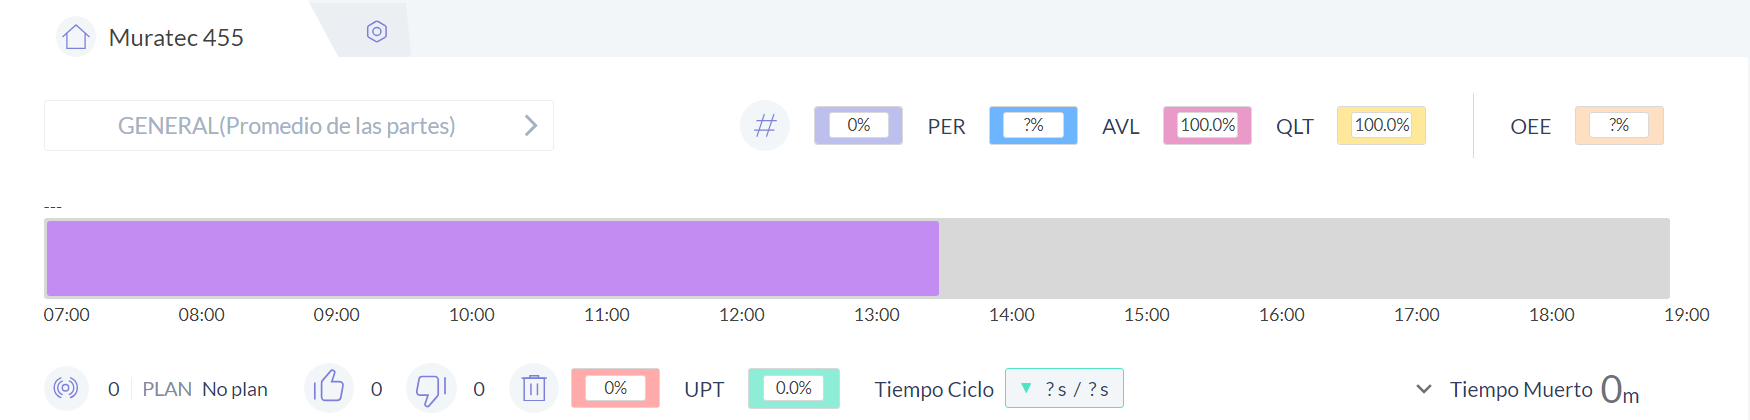 Muratec 455
GENERAL(Promedio de las partes)
# 0% PER ?% AVL 100.0% QLT 100.0% OEE ?%
---
07:00 08:00 09:00 10:00 11:00 12:00 13:00 14:00 15:00 16:00 17:00 18:00 19:00
0 PLAN No plan 0 0 0% UPT 0.0% Tiempo Ciclo ▼ ?s / ?s Tiempo Muerto 0m